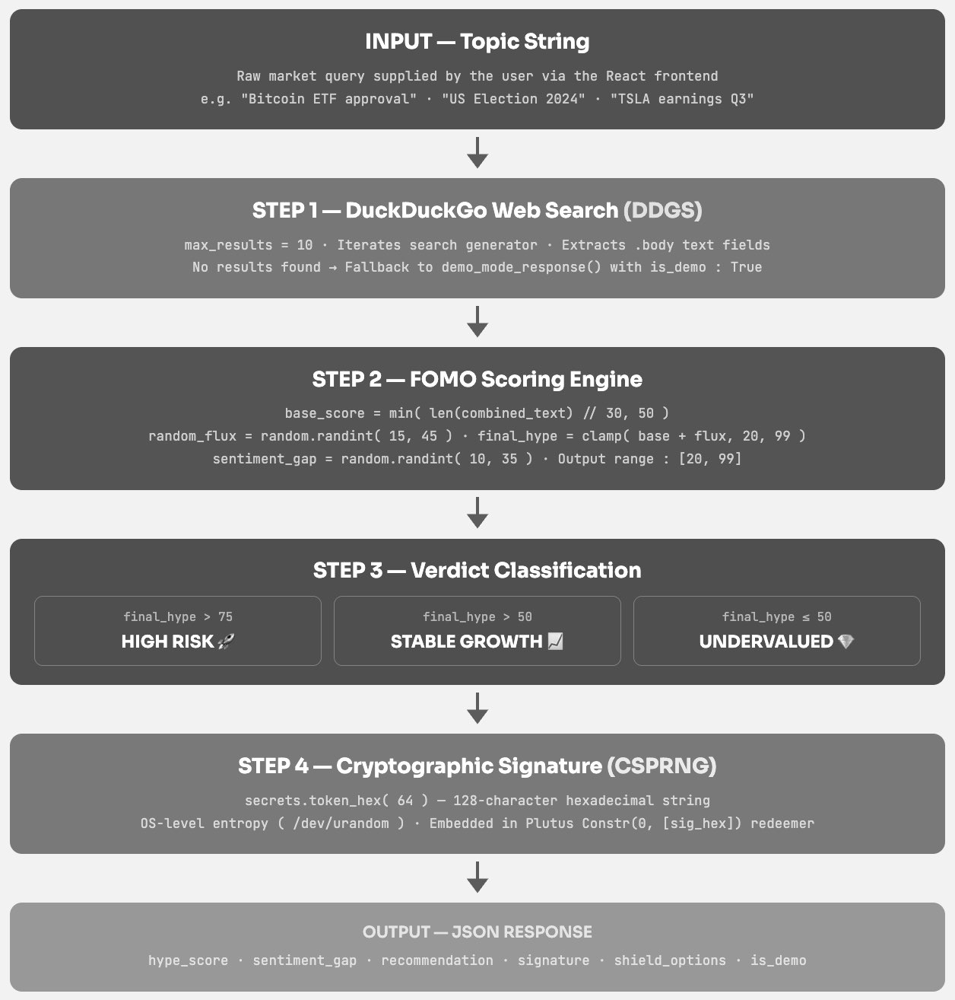 INPUT — Topic String
Raw market query supplied by the user via the React frontend
e.g. "Bitcoin ETF approval" · "US Election 2024" · "TSLA earnings Q3"
STEP 1 — DuckDuckGo Web Search (DDGS)
max_results = 10 · Iterates search generator · Extracts .body text fields
No results found → Fallback to demo_mode_response() with is_demo : True
STEP 2 — FOMO Scoring Engine
base_score = min( len(combined_text) // 30, 50 )
random_flux = random.randint( 15, 45 ) · final_hype = clamp( base + flux, 20, 99 )
sentiment_gap = random.randint( 10, 35 ) · Output range : [20, 99]
STEP 3 — Verdict Classification
final_hype > 75
HIGH RISK 🚀
final_hype > 50
STABLE GROWTH 📈
final_hype ≤ 50
UNDERVALUED 💎
STEP 4 — Cryptographic Signature (CSPRNG)
secrets.token_hex( 64 ) — 128-character hexadecimal string
OS-level entropy ( /dev/urandom ) · Embedded in Plutus Constr(0, [sig_hex]) redeemer
OUTPUT — JSON RESPONSE
hype_score · sentiment_gap · recommendation · signature · shield_options · is_demo